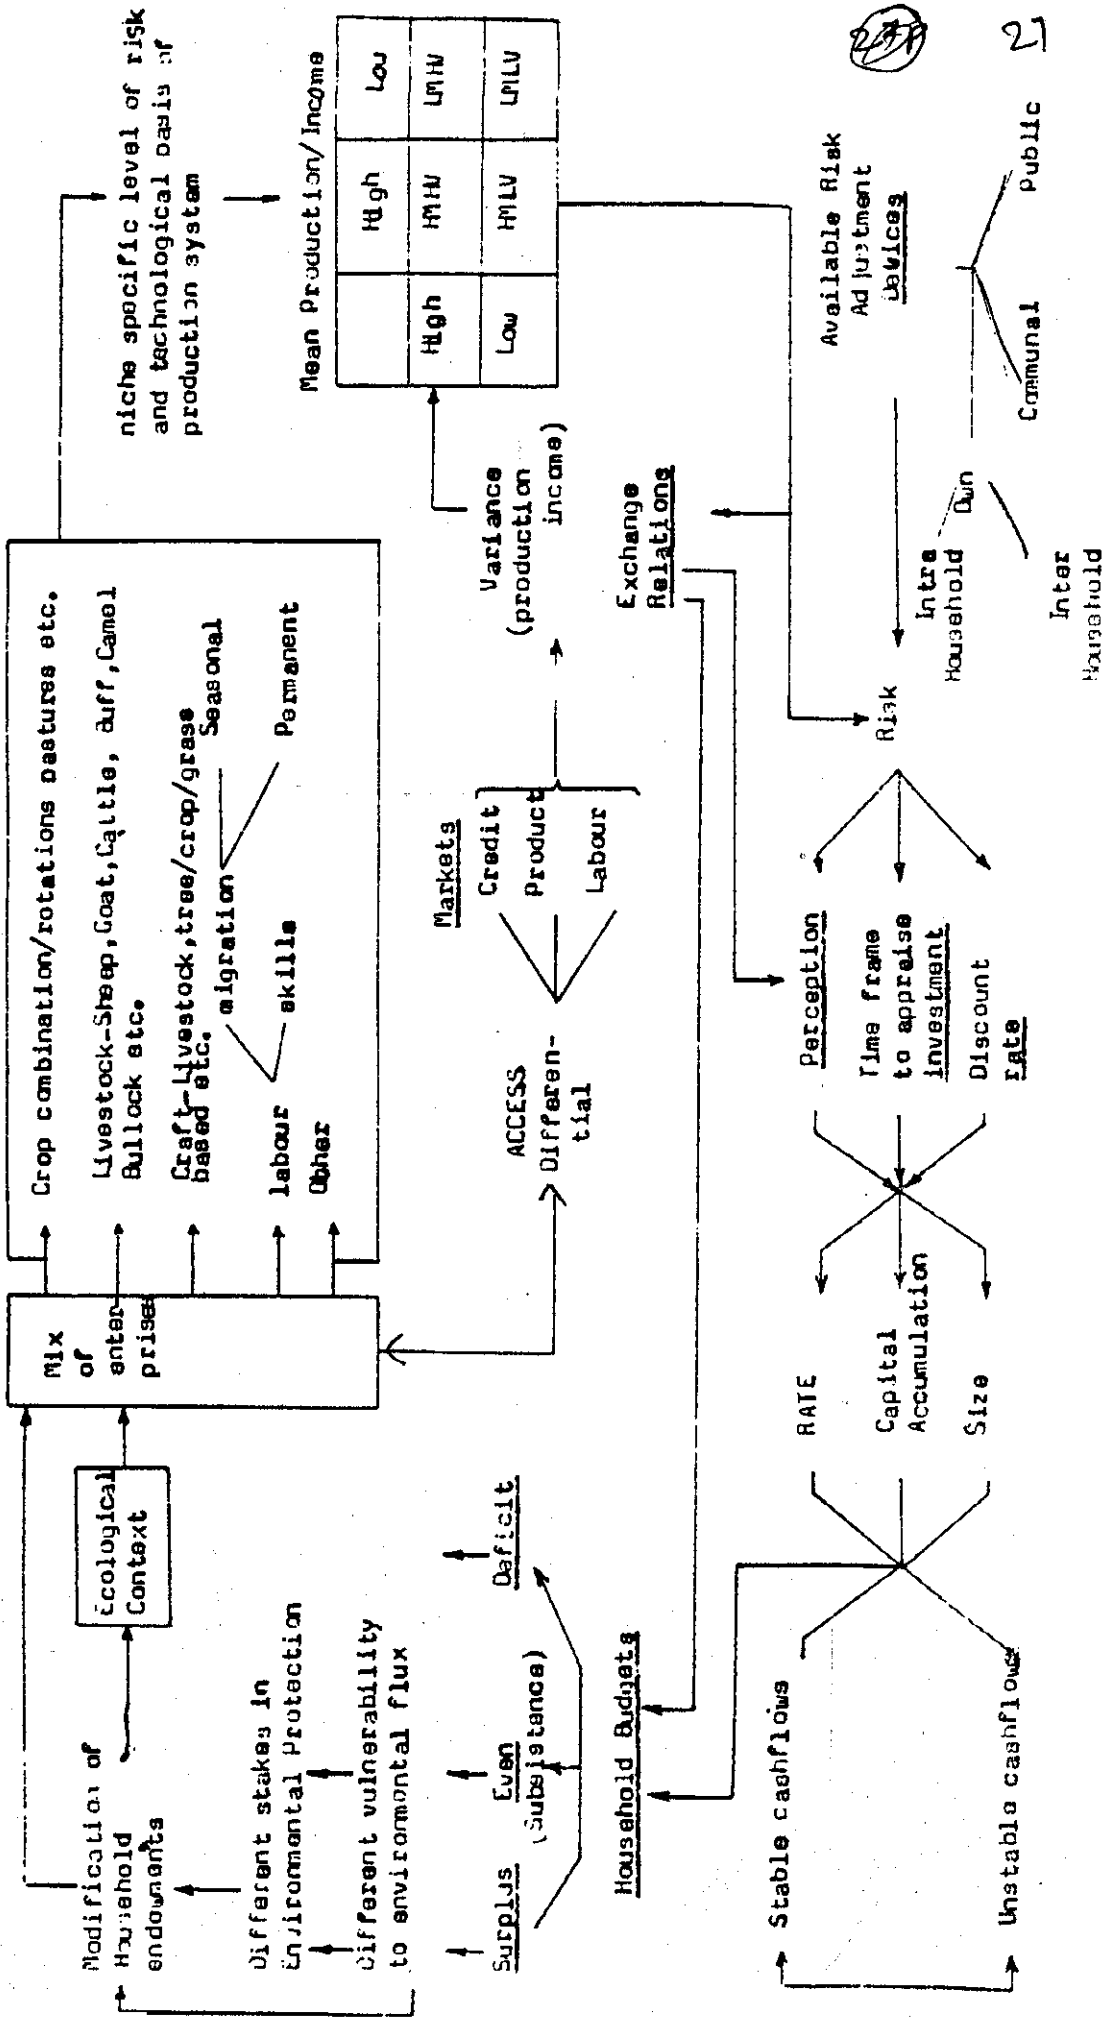 Modification of
Household
endowments
Ecological
Context
Mix
of
enter
prises
Crop combination/rotations pastures etc.
Livestock-Sheep,Goat,Cattle, Buff,Camel
Bullock etc.
Craft-Livestock,tree/crop/grass
based etc.
migration
Seasonal
Permanent
labour
skills
Other
niche specific level of risk
and technological basis of
production system
Mean Production/Income
High Low
High HMHV LMHV
Low HMLV LMLV
Different stakes in
Environmental Protection
Different vulnerability
to enviromontal flux
Surplus Even Deficit
(Subsistence)
Household Budgets
ACCESS
Differen-
tial
Markets
Credit
Product
Labour
Variance
(production
income)
Exchange
Relations
Stable cashflows
Unstable cashflows
RATE
Capital
Accumulation
Size
Perception
Time frame
to appraise
investment
Discount
rate
Risk
Available Risk
Adjustment
Devices
Intra
Household
Own
Inter
Household
Communal
Public
21